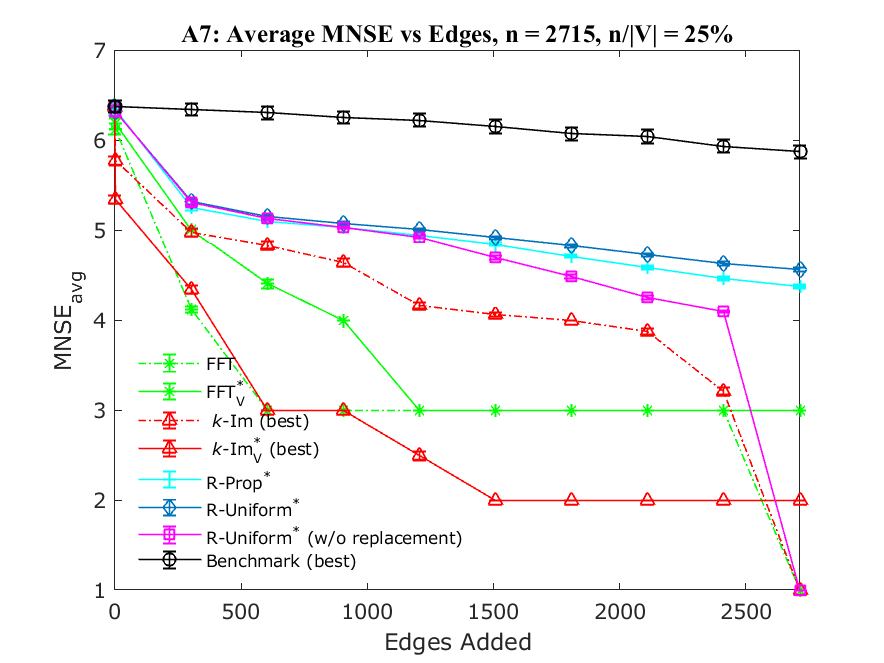 A7: Average MNSE vs Edges, n = 2715, n/|V| = 25%
7
6
5
4
3
2
1
MNSE_avg
FFT
FFT*_V
k-Im (best)
k-Im*_V (best)
R-Prop*
R-Uniform*
R-Uniform* (w/o replacement)
Benchmark (best)
0 500 1000 1500 2000 2500
Edges Added